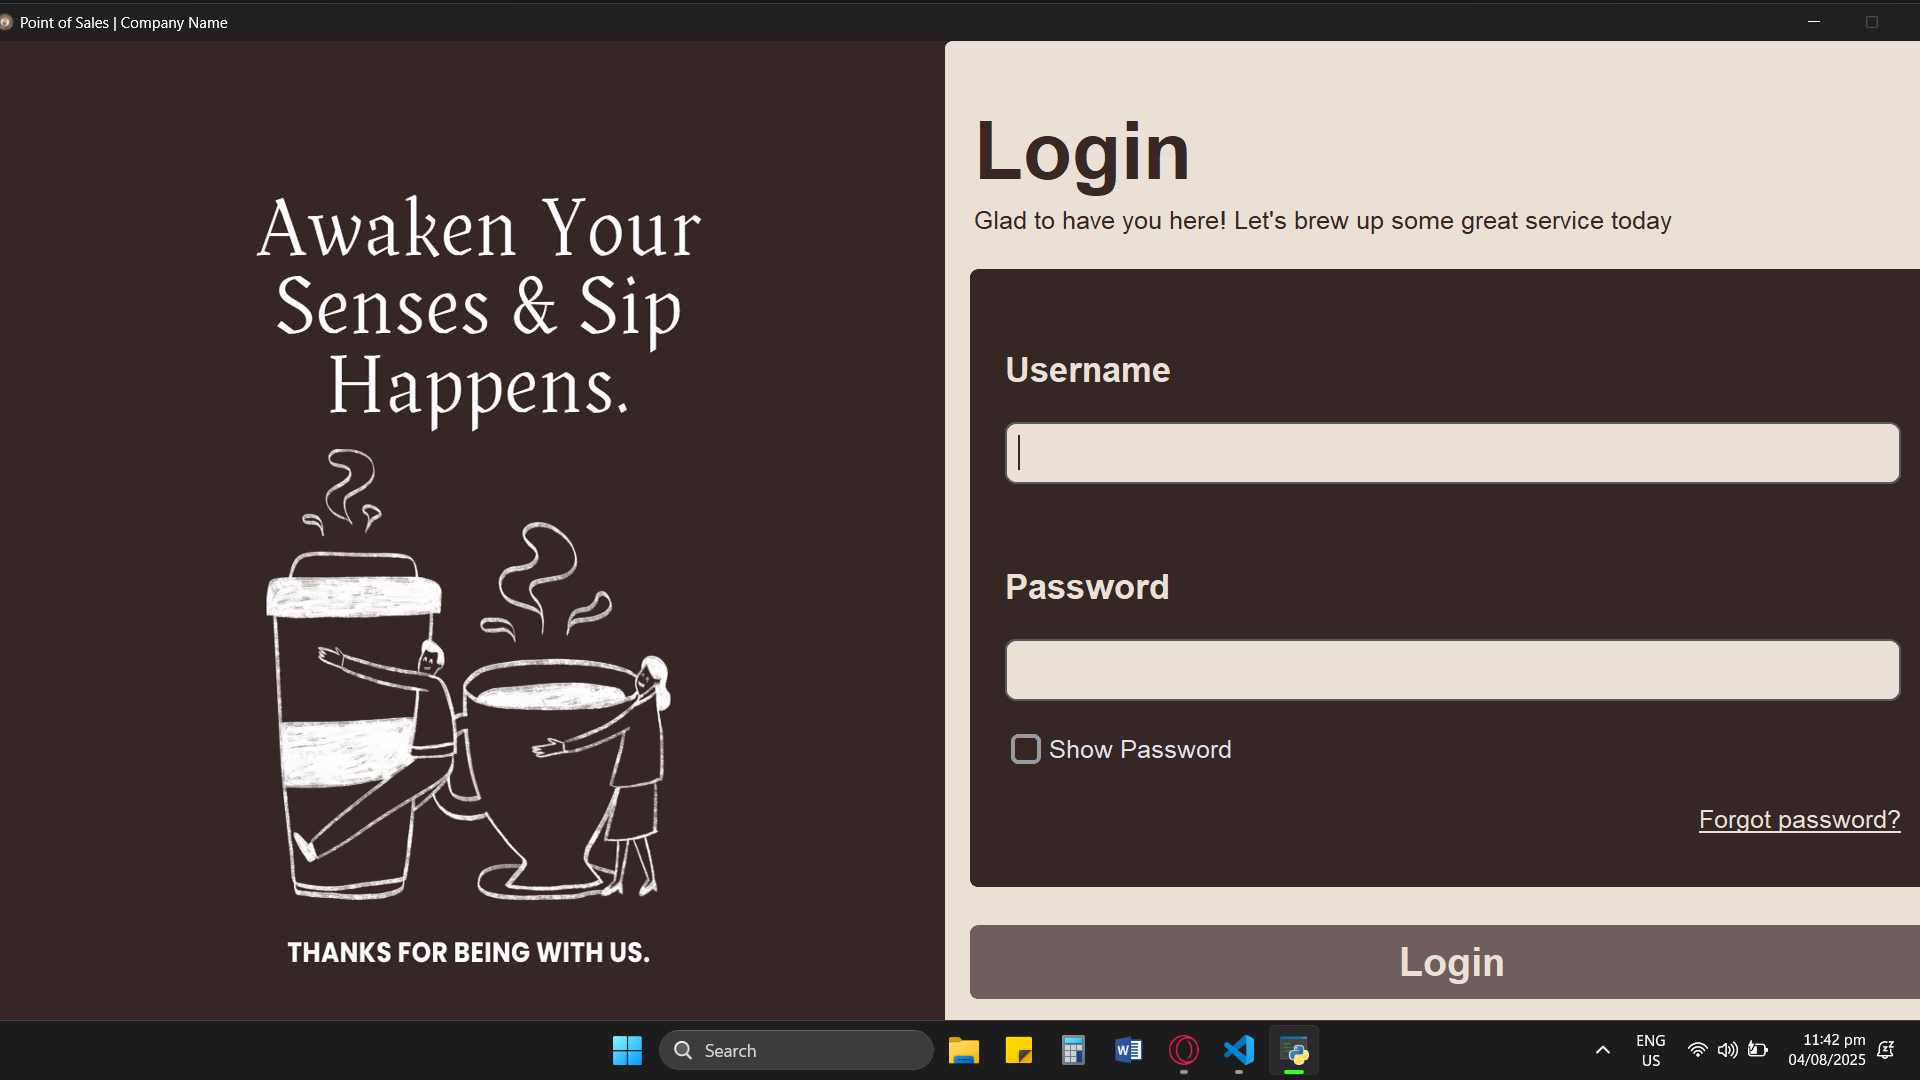 Point of Sales | Company Name
Awaken Your
Senses & Sip
Happens.
THANKS FOR BEING WITH US.
Login
Glad to have you here! Let's brew up some great service today
Username
Password
Show Password
Forgot password?
Login
Search
ENG
US
11:42 pm
04/08/2025